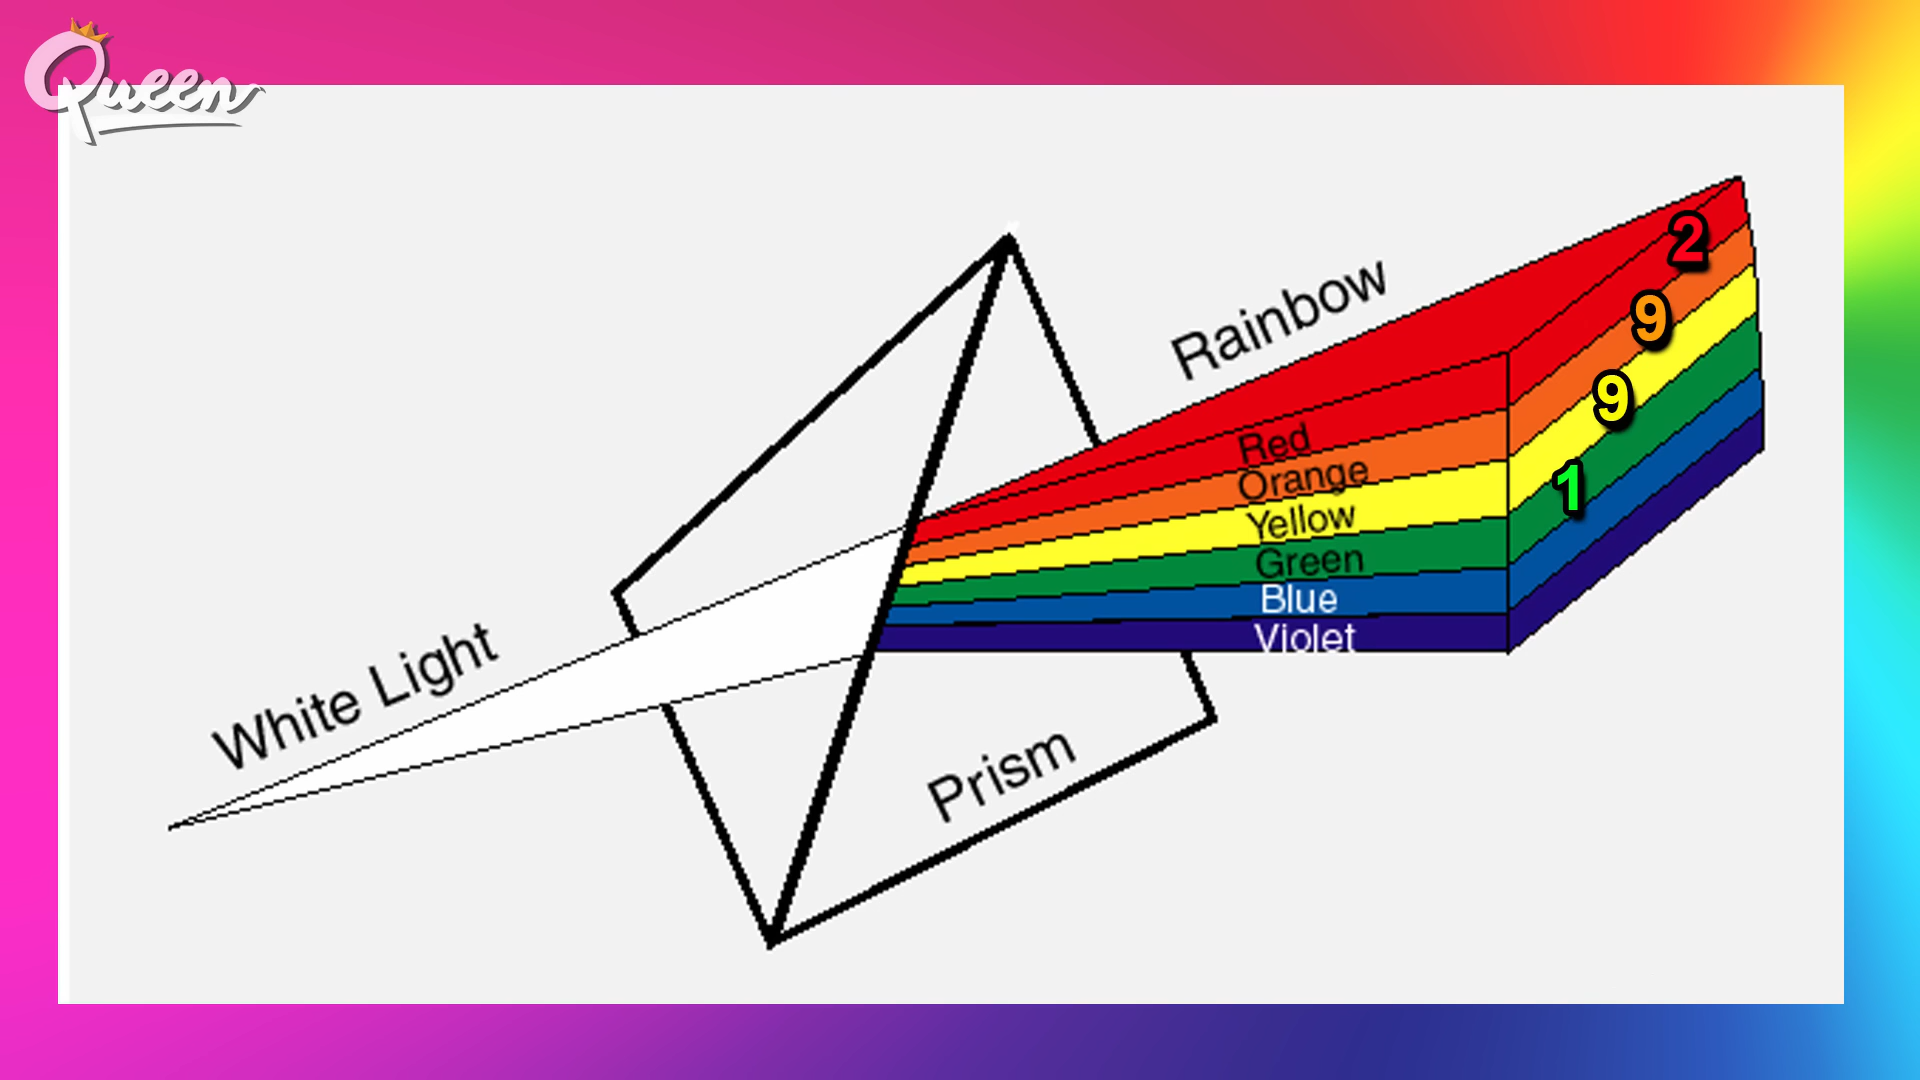 Queen
Rainbow
2
9
9
1
Red
Orange
Yellow
Green
Blue
Violet
White Light
Prism